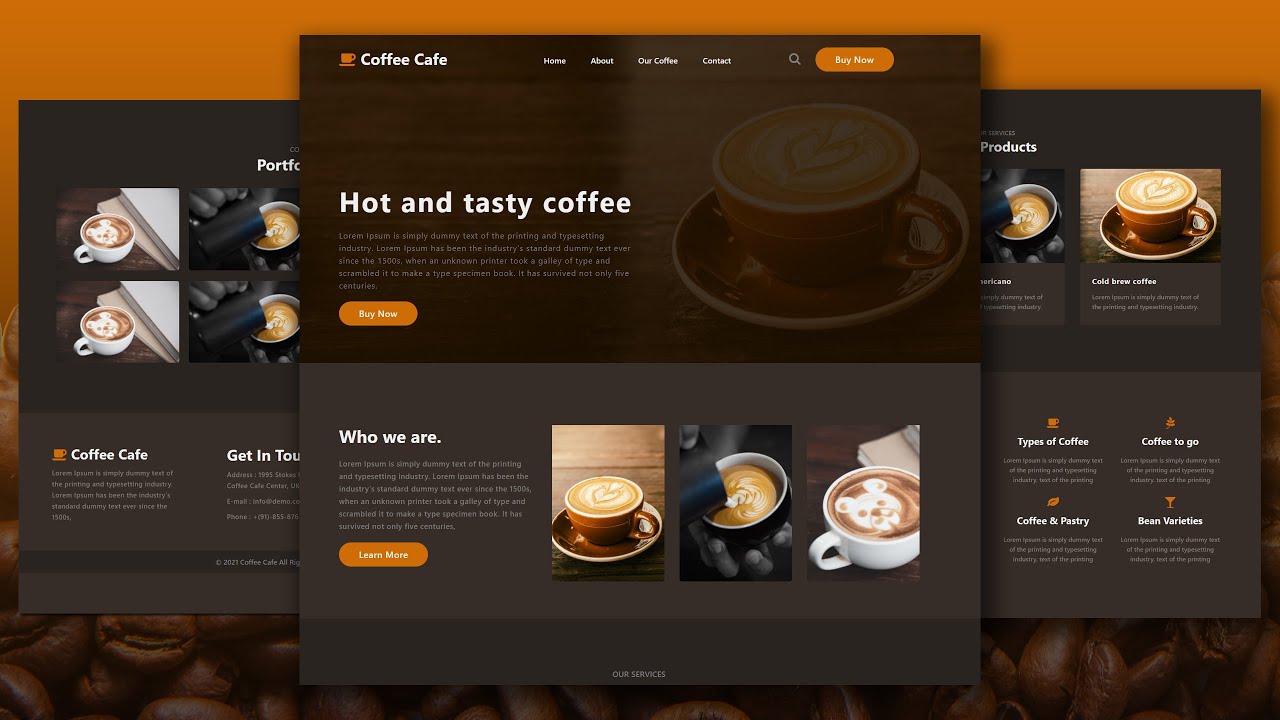 Coffee Cafe
Home
About
Our Coffee
Contact
Buy Now
Hot and tasty coffee
Lorem Ipsum is simply dummy text of the printing and typesetting
industry. Lorem Ipsum has been the industry's standard dummy text ever
since the 1500s, when an unknown printer took a galley of type and
scrambled it to make a type specimen book. It has survived not only five
centuries,
Buy Now
Who we are.
Lorem Ipsum is simply dummy text of the printing
and typesetting industry. Lorem Ipsum has been the
industry's standard dummy text ever since the 1500s,
when an unknown printer took a galley of type and
scrambled it to make a type specimen book. It has
survived not only five centuries,
Learn More
OUR SERVICES
CO
Portfo
Coffee Cafe
Lorem Ipsum is simply dummy text of the
printing and typesetting industry.
Lorem Ipsum has been the industry's
standard dummy text ever since the
1500s,
Get In Tou
Address : 1995 Stokes
Coffee Cafe Center, UK
E-mail : info@demo.co
Phone : +(91)-855-876
© 2021 Coffee Cafe All Rig
UR SERVICES
Products
ericano
simply dummy text of
the printing and typesetting industry.
Cold brew coffee
Lorem Ipsum is simply dummy text of
the printing and typesetting industry.
Types of Coffee
Lorem Ipsum is simply dummy text
of the printing and typesetting
industry. text of the printing
Coffee to go
Lorem Ipsum is simply dummy text
of the printing and typesetting
industry. text of the printing
Coffee & Pastry
Lorem Ipsum is simply dummy text
of the printing and typesetting
industry. text of the printing
Bean Varieties
Lorem Ipsum is simply dummy text
of the printing and typesetting
industry. text of the printing